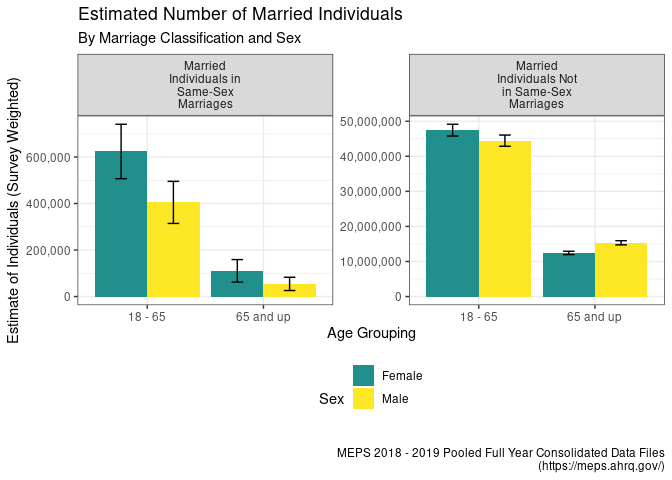 Estimated Number of Married Individuals
By Marriage Classification and Sex
Married
Individuals in
Same-Sex
Marriages
Married
Individuals Not
in Same-Sex
Marriages
Estimate of Individuals (Survey Weighted)
600,000
400,000
200,000
0
50,000,000
40,000,000
30,000,000
20,000,000
10,000,000
0
18 - 65
65 and up
18 - 65
65 and up
Age Grouping
Sex
Female
Male
MEPS 2018 - 2019 Pooled Full Year Consolidated Data Files
(https://meps.ahrq.gov/)